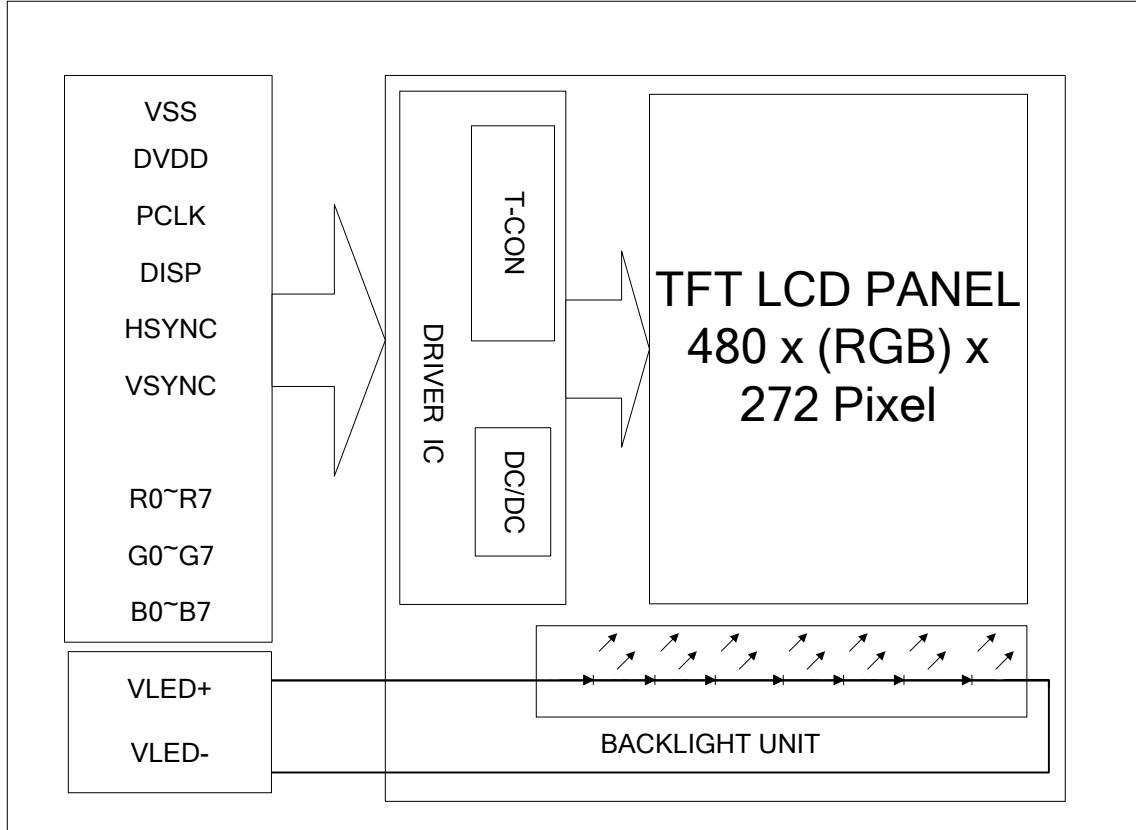 VSS
DVDD
PCLK
DISP
HSYNC
VSYNC
R0~R7
G0~G7
B0~B7
VLED+
VLED-
DRIVER IC
T-CON
DC/DC
TFT LCD PANEL
480 x (RGB) x
272 Pixel
BACKLIGHT UNIT